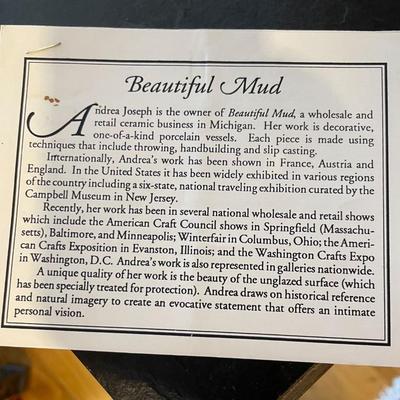 Beautiful Mud
Andrea Joseph is the owner of Beautiful Mud, a wholesale and
retail ceramic business in Michigan. Her work is decorative,
one-of-a-kind porcelain vessels. Each piece is made using
techniques that include throwing, handbuilding and slip casting.
Internationally, Andrea's work has been shown in France, Austria and
England. In the United States it has been widely exhibited in various regions
of the country including a six-state, national traveling exhibition curated by the
Campbell Museum in New Jersey.
Recently, her work has been in several national wholesale and retail shows
which include the American Craft Council shows in Springfield (Massachu-
setts), Baltimore, and Minneapolis; Winterfair in Columbus, Ohio; the Ameri-
can Crafts Exposition in Evanston, Illinois; and the Washington Crafts Expo
in Washington, D.C. Andrea's work is also represented in galleries nationwide.
A unique quality of her work is the beauty of the unglazed surface (which
has been specially treated for protection). Andrea draws on historical reference
and natural imagery to create an evocative statement that offers an intimate
personal vision.